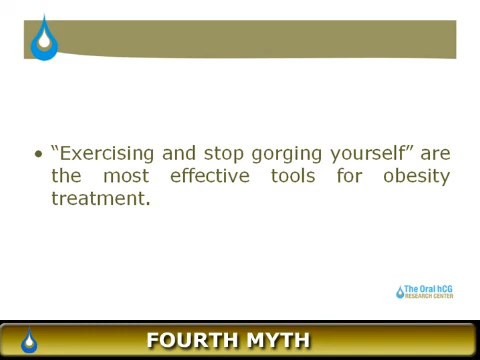 • “Exercising and stop gorging yourself” are
the most effective tools for obesity
treatment.
The Oral hCG
RESEARCH CENTER
FOURTH MYTH